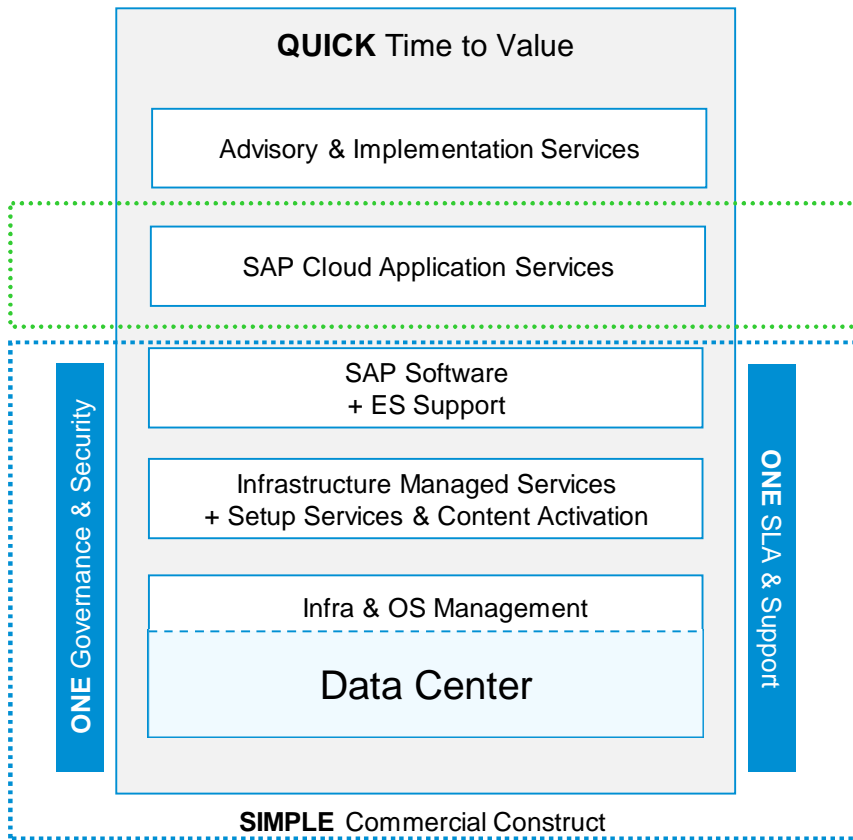 QUICK Time to Value
Advisory & Implementation Services
SAP Cloud Application Services
SAP Software
+ ES Support
Infrastructure Managed Services
+ Setup Services & Content Activation
Infra & OS Management
Data Center
ONE Governance & Security
ONE SLA & Support
SIMPLE Commercial Construct